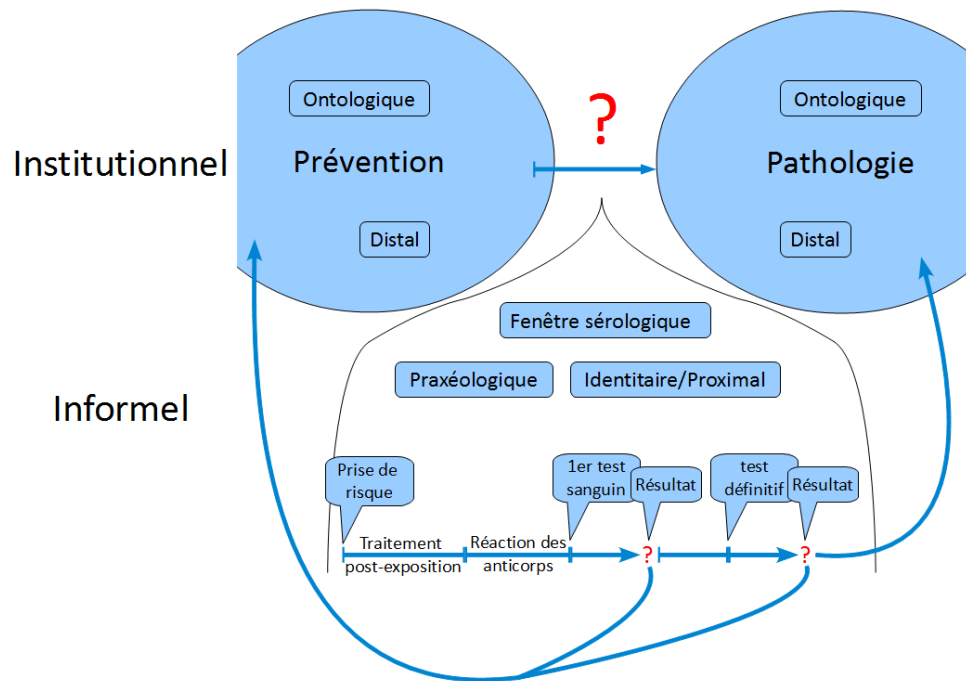 Ontologique
?
Ontologique
Institutionnel
Prévention
Pathologie
Distal
Distal
Fenêtre sérologique
Informel
Praxéologique
Identitaire/Proximal
Prise de
risque
1er test
sanguin
Résultat
test
définitif
Résultat
Traitement
post-exposition
Réaction des
anticorps
?
?